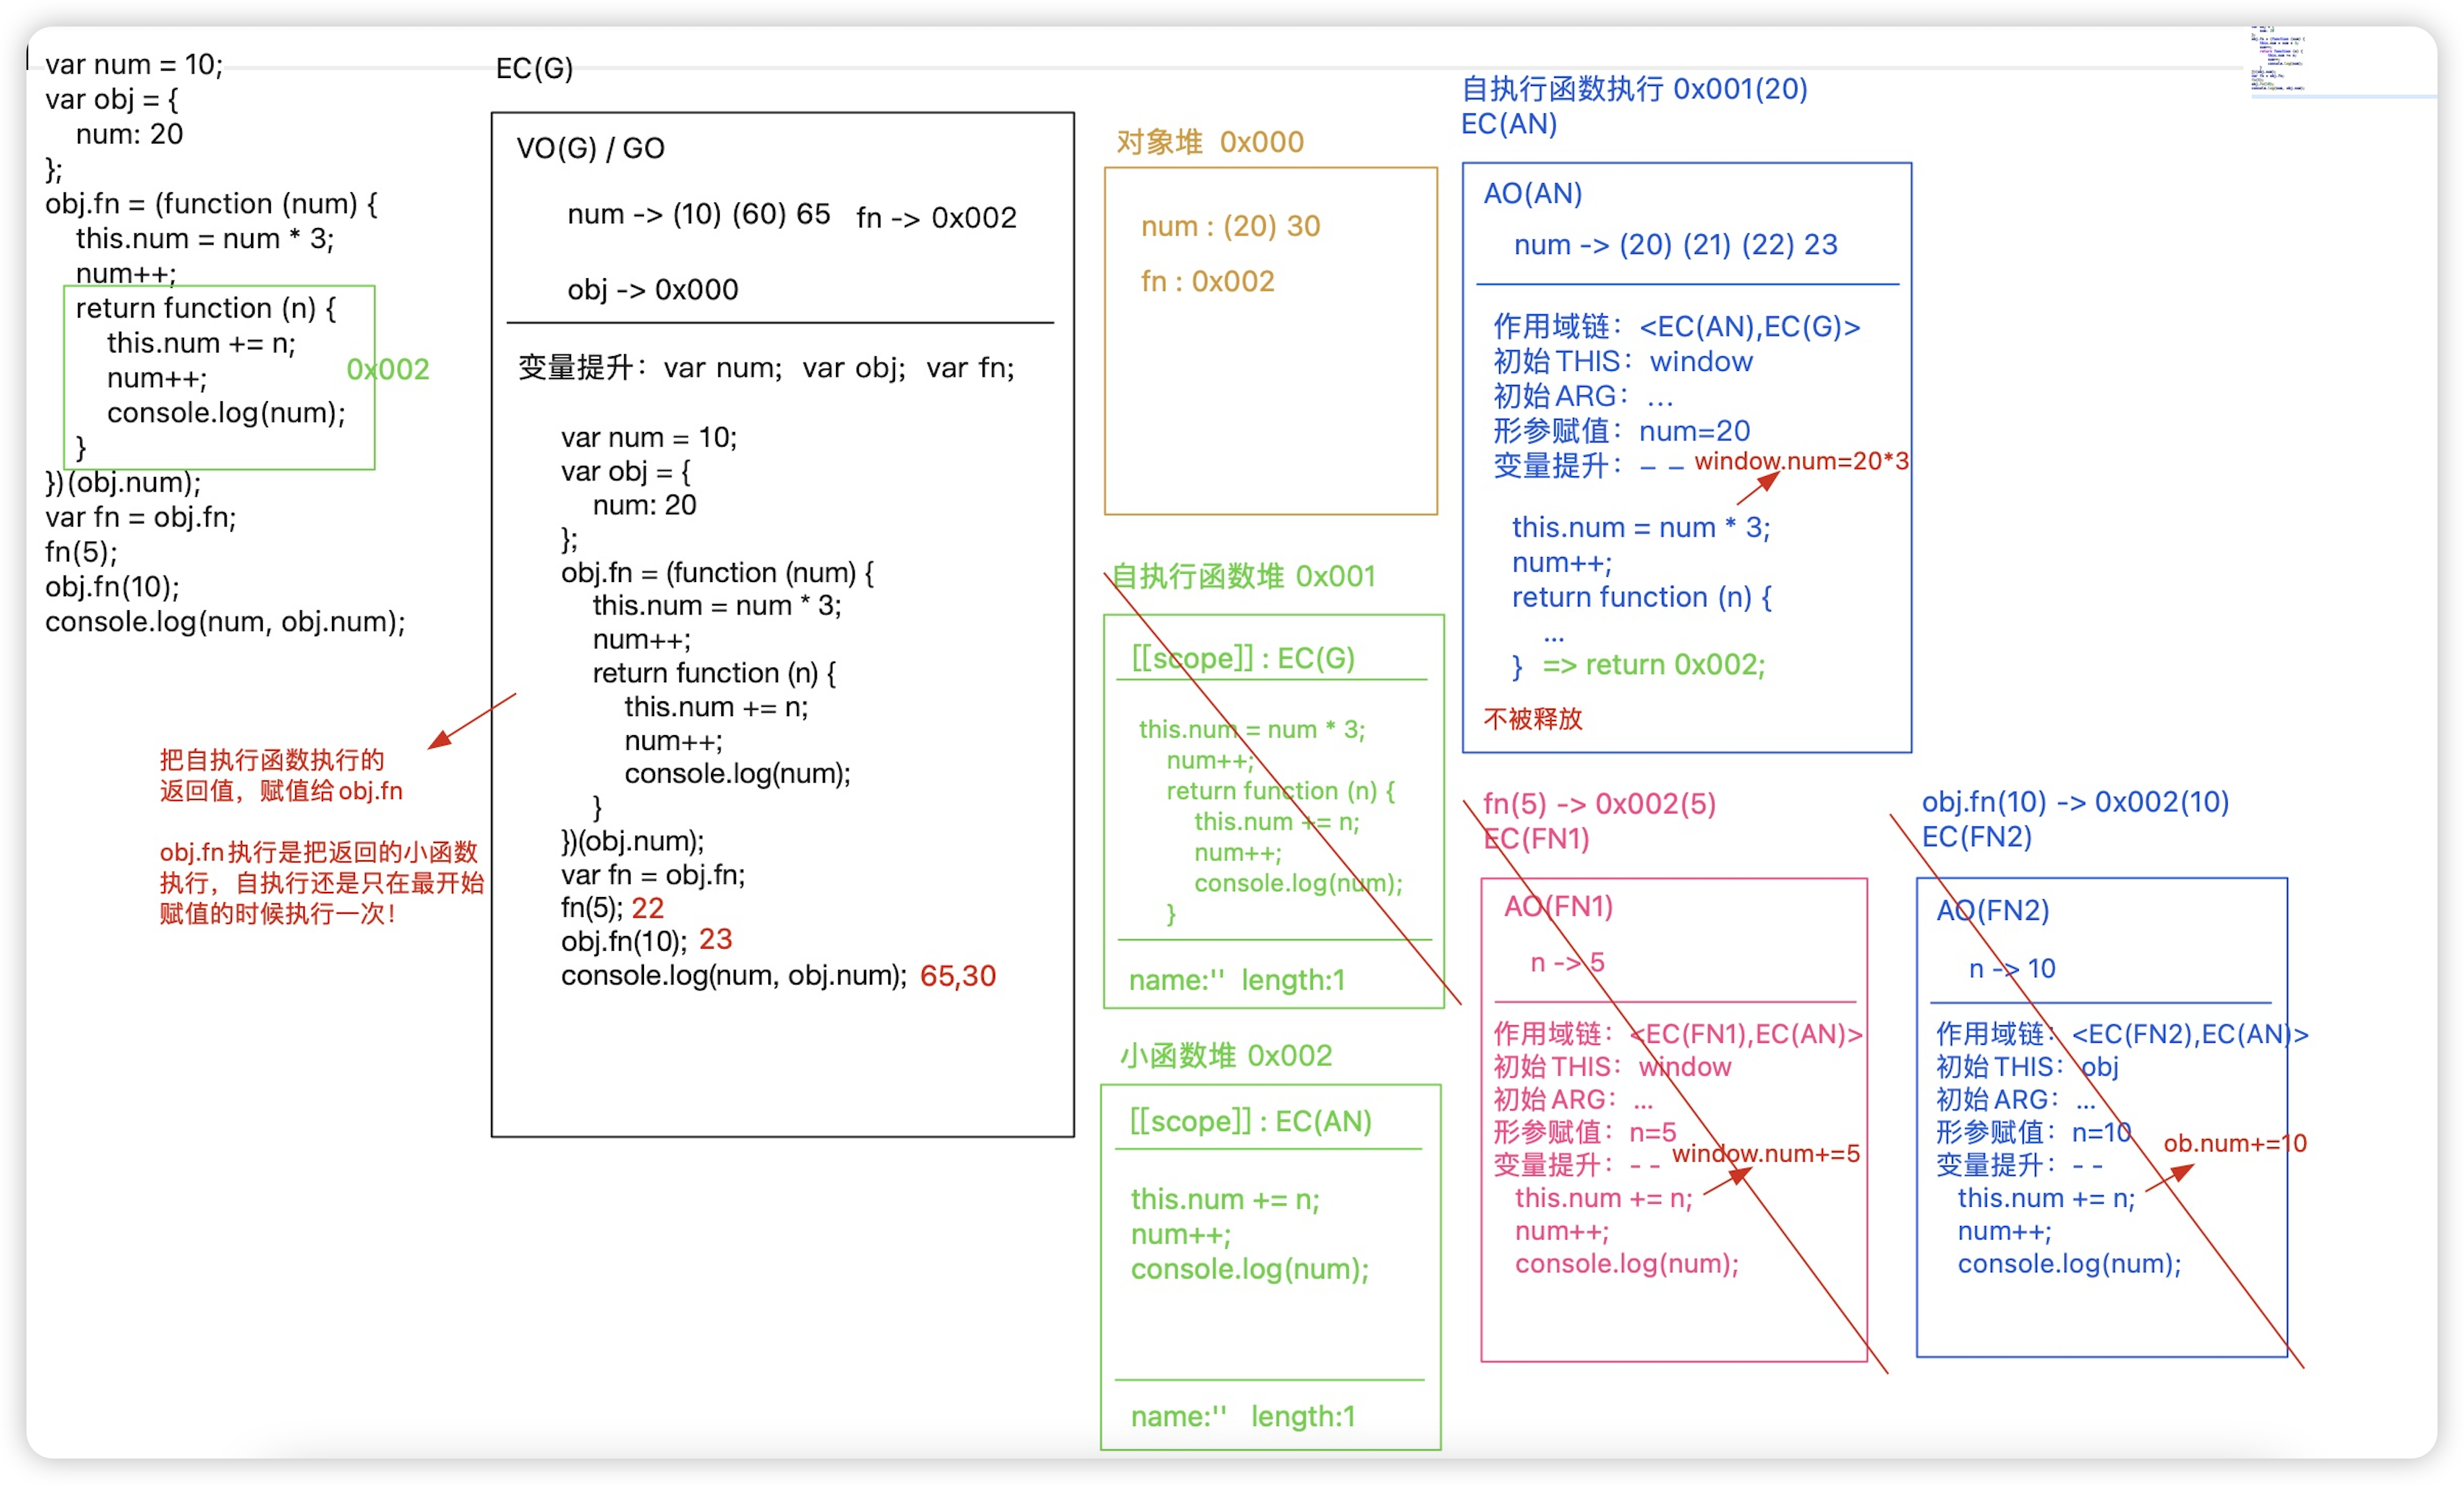 var num = 10;
var obj = {
num: 20
};
obj.fn = (function (num) {
this.num = num * 3;
num++;
return function (n) {
this.num += n;
num++;
console.log(num);
}
0x002
})(obj.num);
var fn = obj.fn;
fn(5);
obj.fn(10);
console.log(num, obj.num);
把自执行函数执行的
返回值，赋值给obj.fn
obj.fn执行是把返回的小函数
执行，自执行还是只在最开始
赋值的时候执行一次！
EC(G)
VO(G) / GO
num -> (10) (60) 65 fn -> 0x002
obj -> 0x000
变量提升：var num; var obj; var fn;
var num = 10;
var obj = {
num: 20
};
obj.fn = (function (num) {
this.num = num * 3;
num++;
return function (n) {
this.num += n;
num++;
console.log(num);
}
})(obj.num);
var fn = obj.fn;
fn(5); 22
obj.fn(10); 23
console.log(num, obj.num); 65,30
对象堆 0x000
num : (20) 30
fn : 0x002
自执行函数堆 0x001
[[scope]] : EC(G)
this.num = num * 3;
num++;
return function (n) {
this.num += n;
num++;
console.log(num);
}
name:'' length:1
小函数堆 0x002
[[scope]] : EC(AN)
this.num += n;
num++;
console.log(num);
name:'' length:1
自执行函数执行 0x001(20)
EC(AN)
AO(AN)
num -> (20) (21) (22) 23
作用域链：<EC(AN),EC(G)>
初始THIS：window
初始ARG：...
形参赋值：num=20
变量提升：– – window.num=20*3
this.num = num * 3;
num++;
return function (n) {
...
} => return 0x002;
不被释放
fn(5) -> 0x002(5)
EC(FN1)
AO(FN1)
n -> 5
作用域链：<EC(FN1),EC(AN)>
初始THIS：window
初始ARG：...
形参赋值：n=5
变量提升：- - window.num+=5
this.num += n;
num++;
console.log(num);
obj.fn(10) -> 0x002(10)
EC(FN2)
AO(FN2)
n -> 10
作用域链：<EC(FN2),EC(AN)>
初始THIS：obj
初始ARG：...
形参赋值：n=10
变量提升：- - ob.num+=10
this.num += n;
num++;
console.log(num);